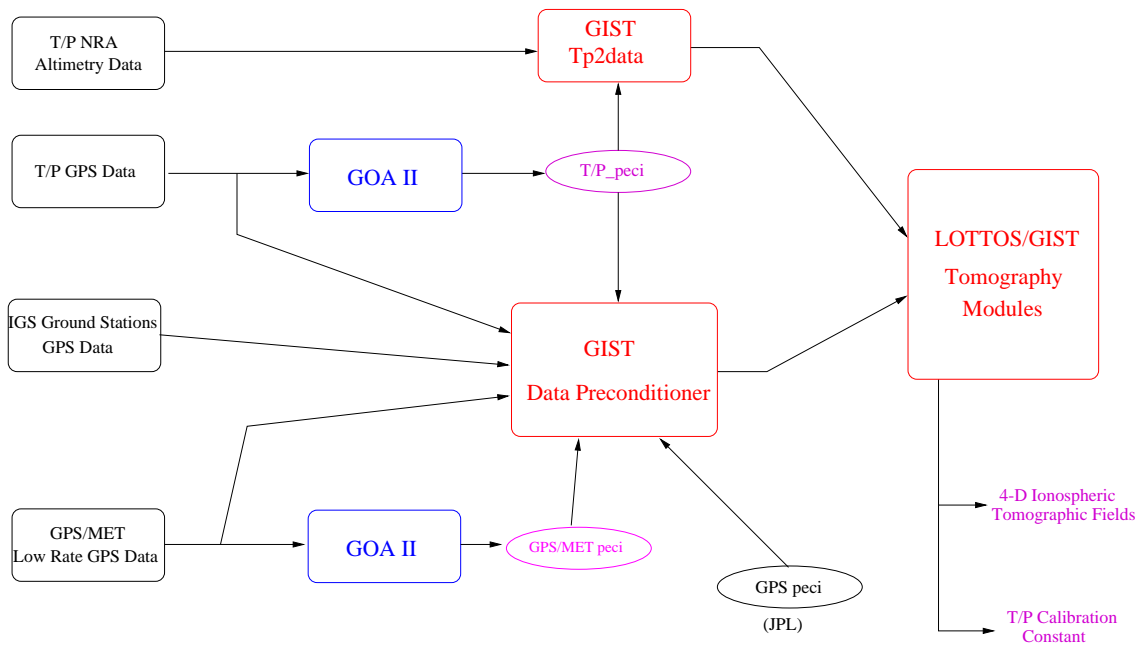 T/P NRA
Altimetry Data
GIST
Tp2data
T/P GPS Data
GOA II
T/P_peci
LOTTOS/GIST
Tomography
Modules
IGS Ground Stations
GPS Data
GIST
Data Preconditioner
GPS/MET
Low Rate GPS Data
GOA II
GPS/MET peci
GPS peci
(JPL)
4-D Ionospheric
Tomographic Fields
T/P Calibration
Constant